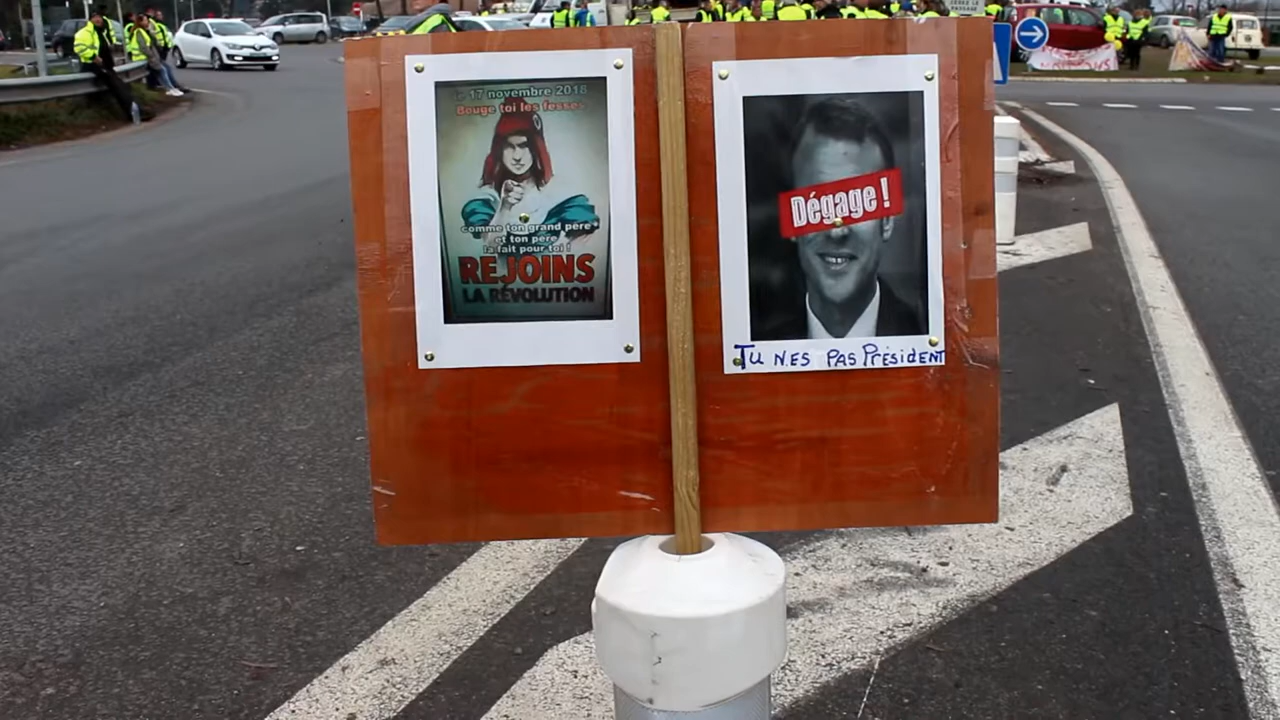 17 novembre 2018
Bouge toi les fesses
comme ton grand père
et ton père
la fait pour toi !
REJOINS
LA RÉVOLUTION
Dégage !
TU N.ES PAS PRÉSIDENT